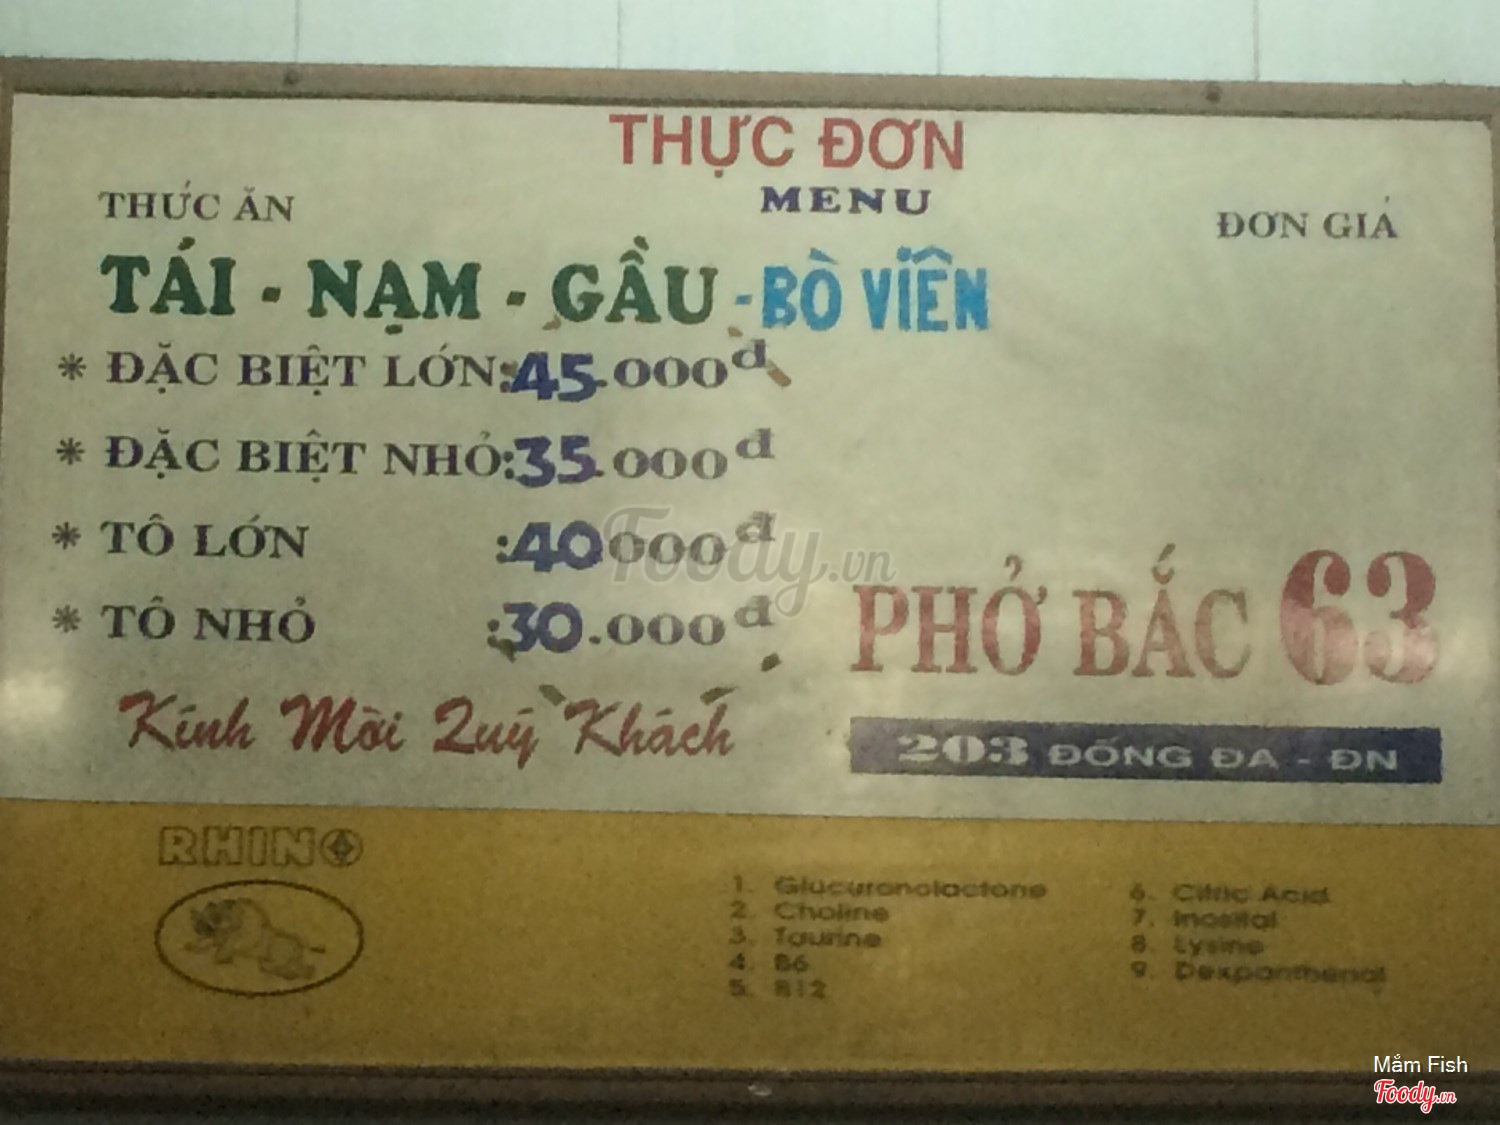 THỰC ĐƠN
MENU
THỨC ĂN
ĐƠN GIÁ
TÁI - NẠM - GẦU - BÒ VIÊN
* ĐẶC BIỆT LỚN: 45.000đ
* ĐẶC BIỆT NHỎ: 35.000đ
* TÔ LỚN : 40000đ
* TÔ NHỎ : 30.000đ
Foody.vn
PHỞ BẮC 63
Kính Mời Quý Khách
203 ĐỐNG ĐA - ĐN
RHINO
1. Glucuronolactone
2. Choline
3. Taurine
4. B6
5. B12
6. Citric Acid
7. Inositol
8. Lysine
9. Dexpanthenol
Mắm Fish
Foody.vn